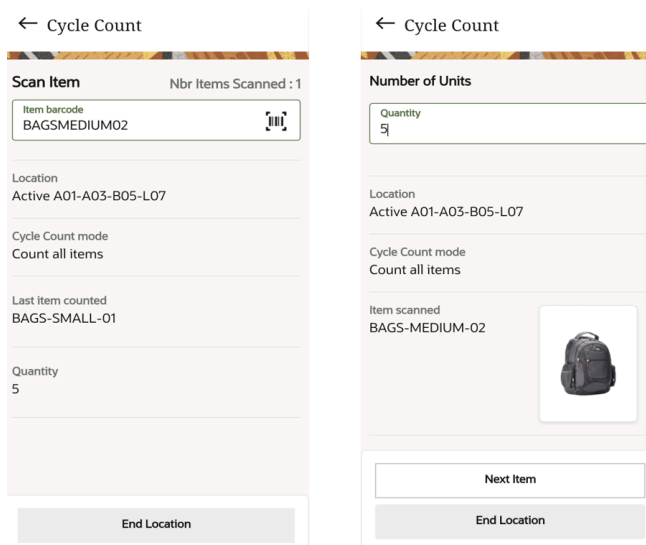 ← Cycle Count
Scan Item
Nbr Items Scanned : 1
Item barcode
BAGSMEDIUM02
Location
Active A01-A03-B05-L07
Cycle Count mode
Count all items
Last item counted
BAGS-SMALL-01
Quantity
5
End Location
← Cycle Count
Number of Units
Quantity
5
Location
Active A01-A03-B05-L07
Cycle Count mode
Count all items
Item scanned
BAGS-MEDIUM-02
Next Item
End Location